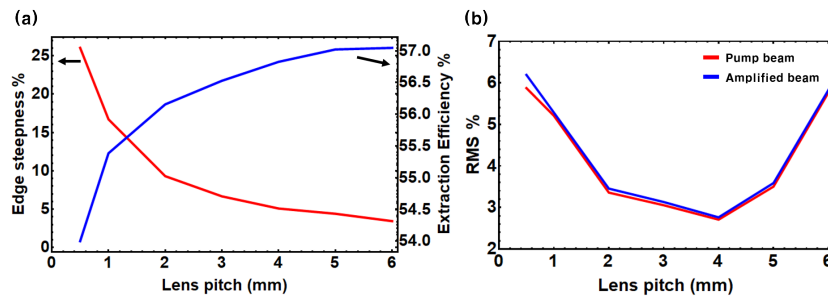 (a)
Edge steepness %
25
20
15
10
5
0
57.0
56.5
56.0
55.5
55.0
54.5
54.0
Extraction Efficiency %
0 1 2 3 4 5 6
Lens pitch (mm)
(b)
RMS %
7
6
5
4
3
2
Pump beam
Amplified beam
0 1 2 3 4 5 6
Lens pitch (mm)